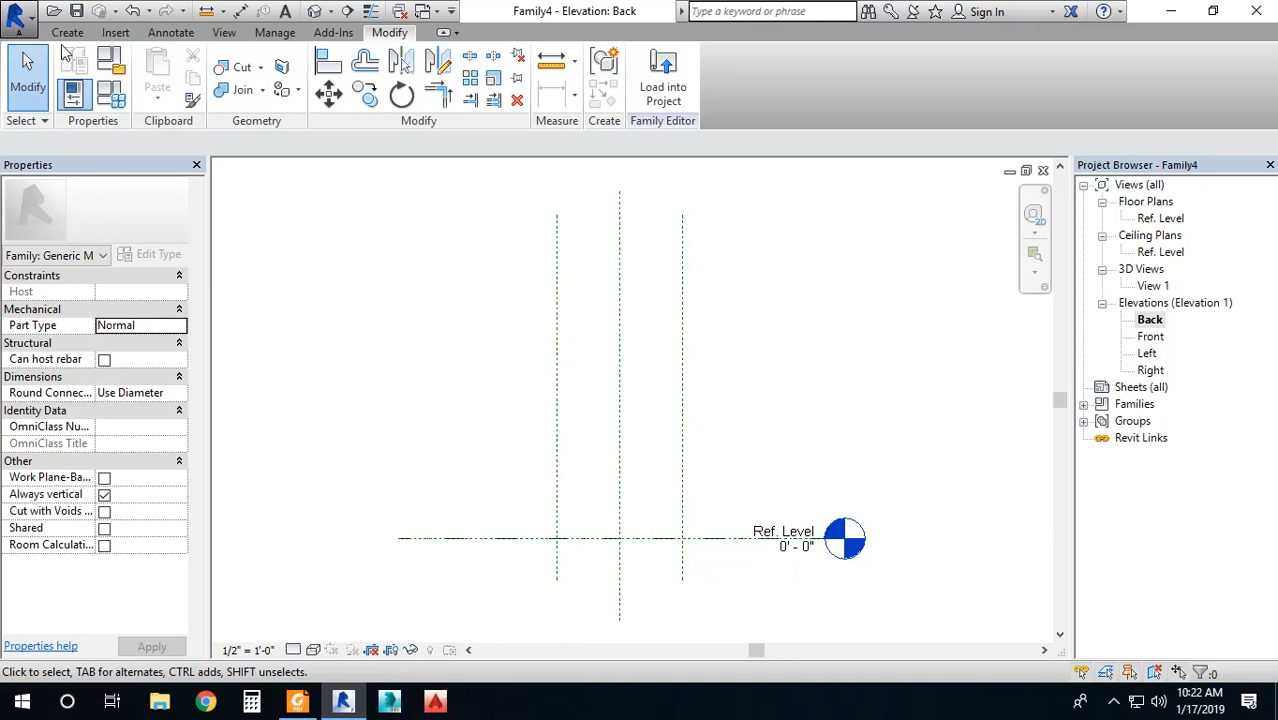 Family4 - Elevation: Back
Type a keyword or phrase
Sign In
Create
Insert
Annotate
View
Manage
Add-Ins
Modify
Modify
Paste
Cut
Join
Load into
Project
Select
Properties
Clipboard
Geometry
Modify
Measure
Create
Family Editor
Properties
Family: Generic M
Edit Type
Constraints
Host
Mechanical
Part Type
Normal
Structural
Can host rebar
Dimensions
Round Connec...
Use Diameter
Identity Data
OmniClass Nu...
OmniClass Title
Other
Work Plane-Ba...
Always vertical
Cut with Voids ...
Shared
Room Calculati...
Properties help
Apply
Ref. Level
0' - 0"
2D
1/2" = 1'-0"
Project Browser - Family4
Views (all)
Floor Plans
Ref. Level
Ceiling Plans
Ref. Level
3D Views
View 1
Elevations (Elevation 1)
Back
Front
Left
Right
Sheets (all)
Families
Groups
Revit Links
Click to select, TAB for alternates, CTRL adds, SHIFT unselects.
:0
10:22 AM
1/17/2019